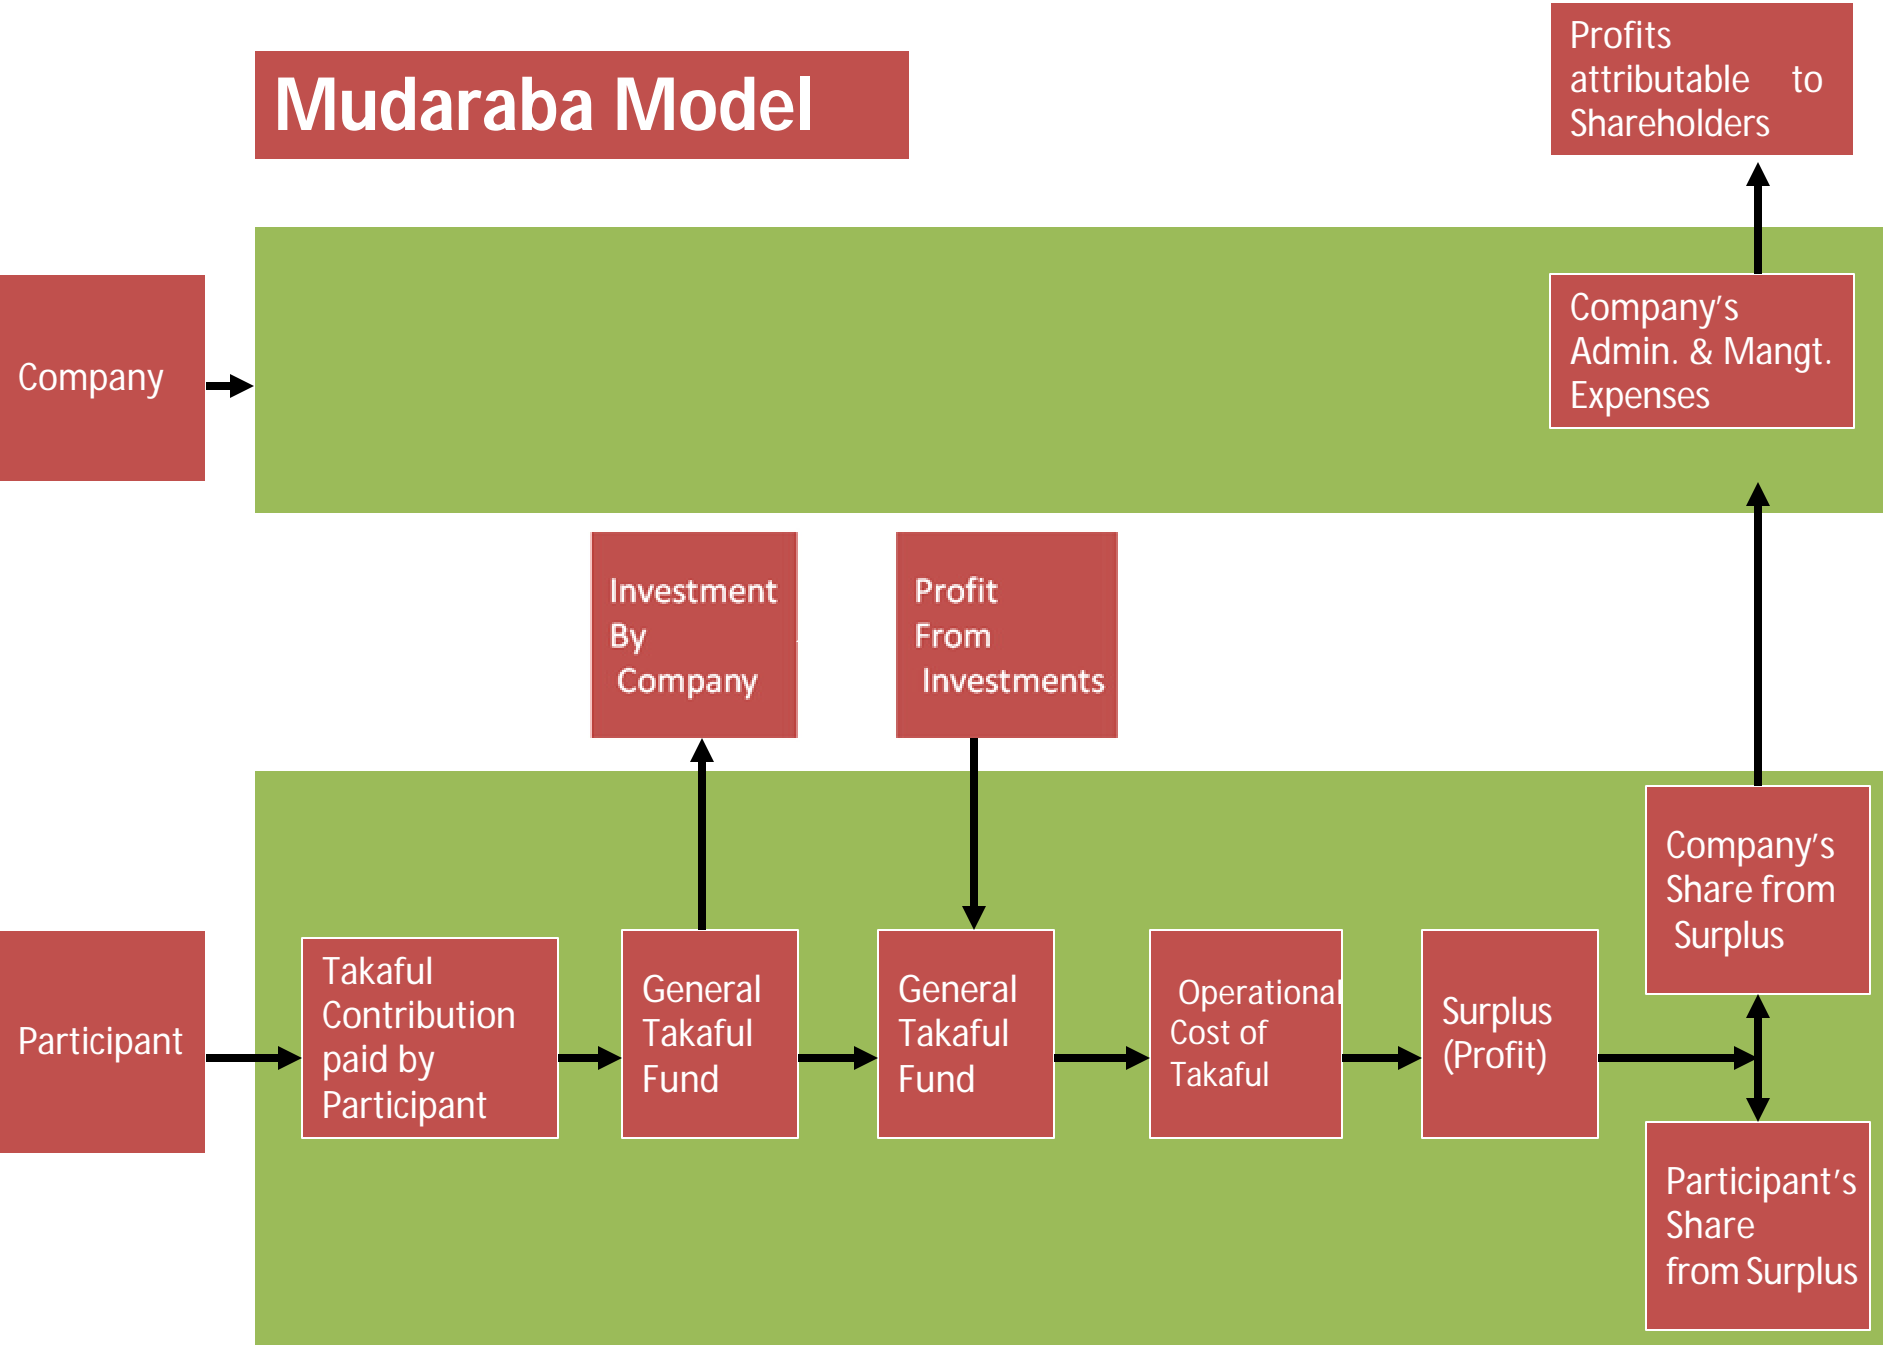 Mudaraba Model
Profits
attributable to
Shareholders
Company
Company's
Admin. & Mangt.
Expenses
Investment
By
Company
Profit
From
Investments
Participant
Takaful
Contribution
paid by
Participant
General
Takaful
Fund
General
Takaful
Fund
Operational
Cost of
Takaful
Surplus
(Profit)
Company's
Share from
Surplus
Participant's
Share
from Surplus